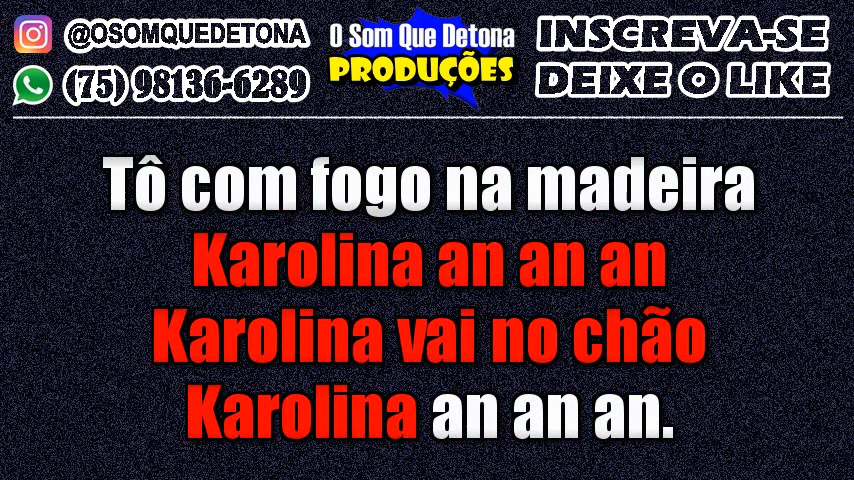 @OSOMQUEDETONA
(75) 98136-6289
O Som Que Detona
PRODUÇÕES
INSCREVA-SE
DEIXE O LIKE
Tô com fogo na madeira
Karolina an an an
Karolina vai no chão
Karolina an an an.